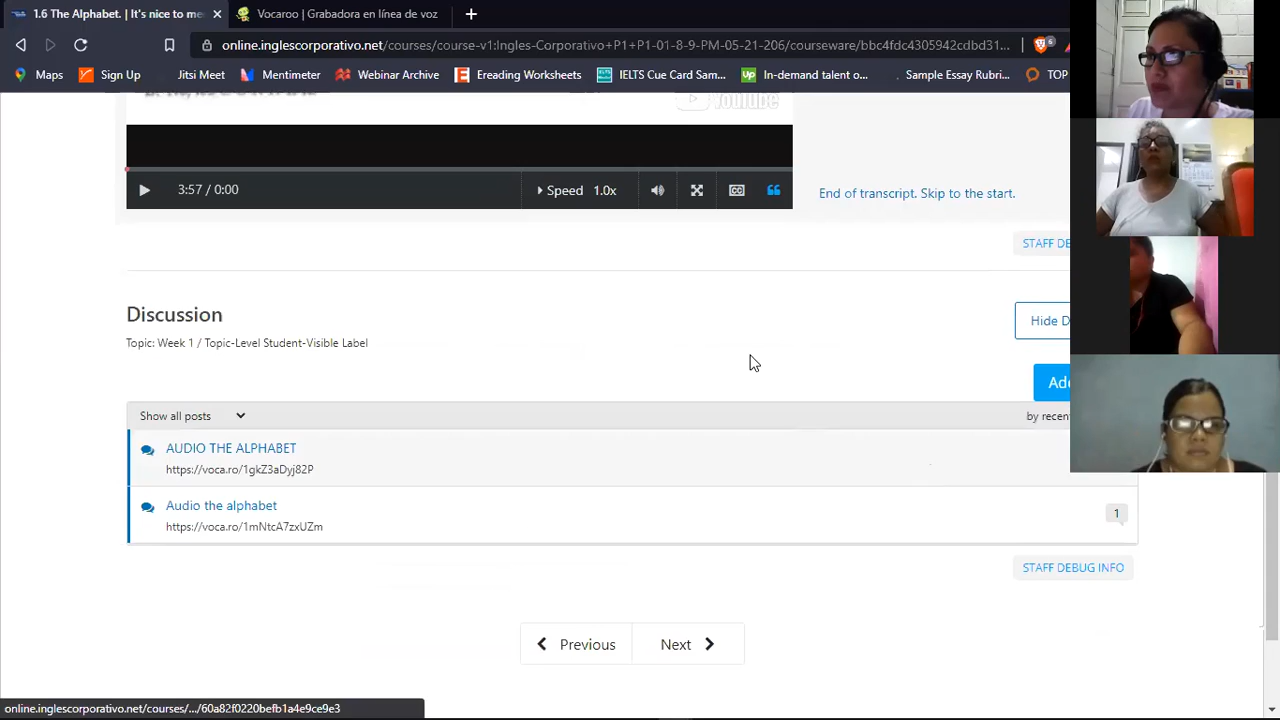 1.6 The Alphabet. | It's nice to me
Vocaroo | Grabadora en línea de voz
online.inglescorporativo.net/courses/course-v1:Ingles-Corporativo+P1+P1-01-8-9-PM-05-21-206/courseware/bbc4fdc4305942cdbd31...
6
Maps
Sign Up
Jitsi Meet
Mentimeter
Webinar Archive
Ereading Worksheets
IELTS Cue Card Sam...
In-demand talent o...
Sample Essay Rubri...
TOP
YouTube
3:57 / 0:00
Speed 1.0x
End of transcript. Skip to the start.
STAFF DE
Discussion
Hide D
Topic: Week 1 / Topic-Level Student-Visible Label
Add
Show all posts
by recen
AUDIO THE ALPHABET
https://voca.ro/1gkZ3aDyj82P
Audio the alphabet
https://voca.ro/1mNtcA7zxUZm
1
STAFF DEBUG INFO
Previous
Next
online.inglescorporativo.net/courses/.../60a82f0220befb1a4e9ce9e3